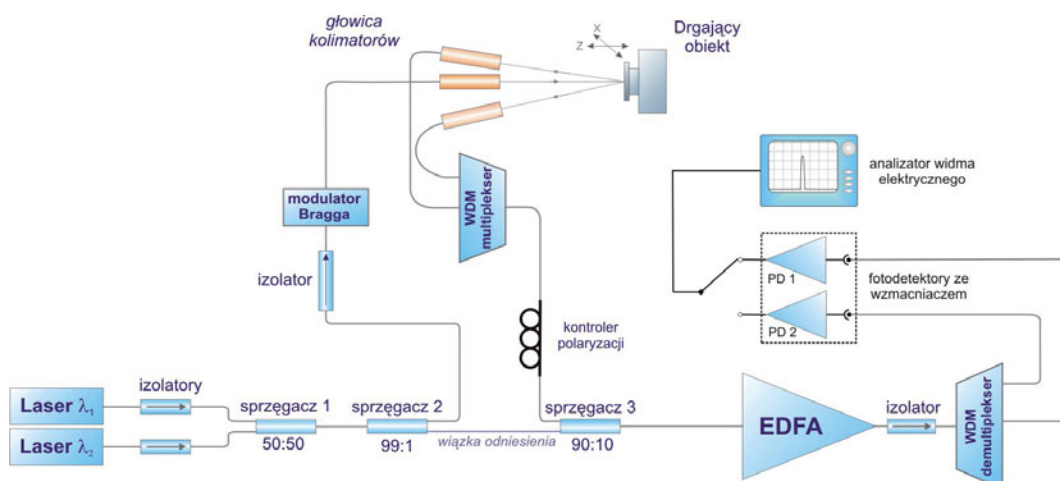 głowica
kolimatorów
Drgający
obiekt
X
Z
analizator widma
elektrycznego
modulator
Bragga
WDM
multiplekser
izolator
PD 1
fotodetektory ze
wzmacniaczem
PD 2
kontroler
polaryzacji
izolatory
Laser λ1
Laser λ2
sprzęgacz 1
50:50
sprzęgacz 2
99:1
wiązka odniesienia
sprzęgacz 3
90:10
EDFA
izolator
WDM
demultiplekser